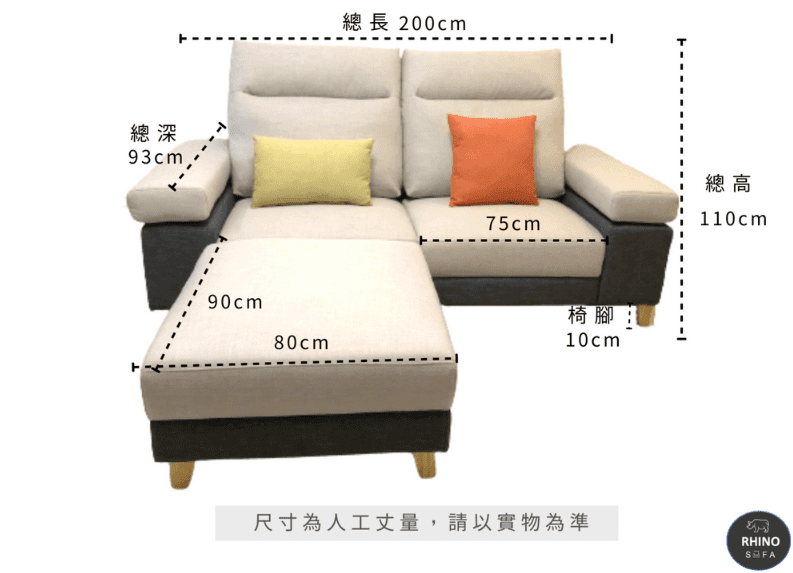 總長 200cm
總深
93cm
總高
110cm
75cm
90cm
椅腳
10cm
80cm
尺寸為人工丈量，請以實物為準
RHINO
SOFA